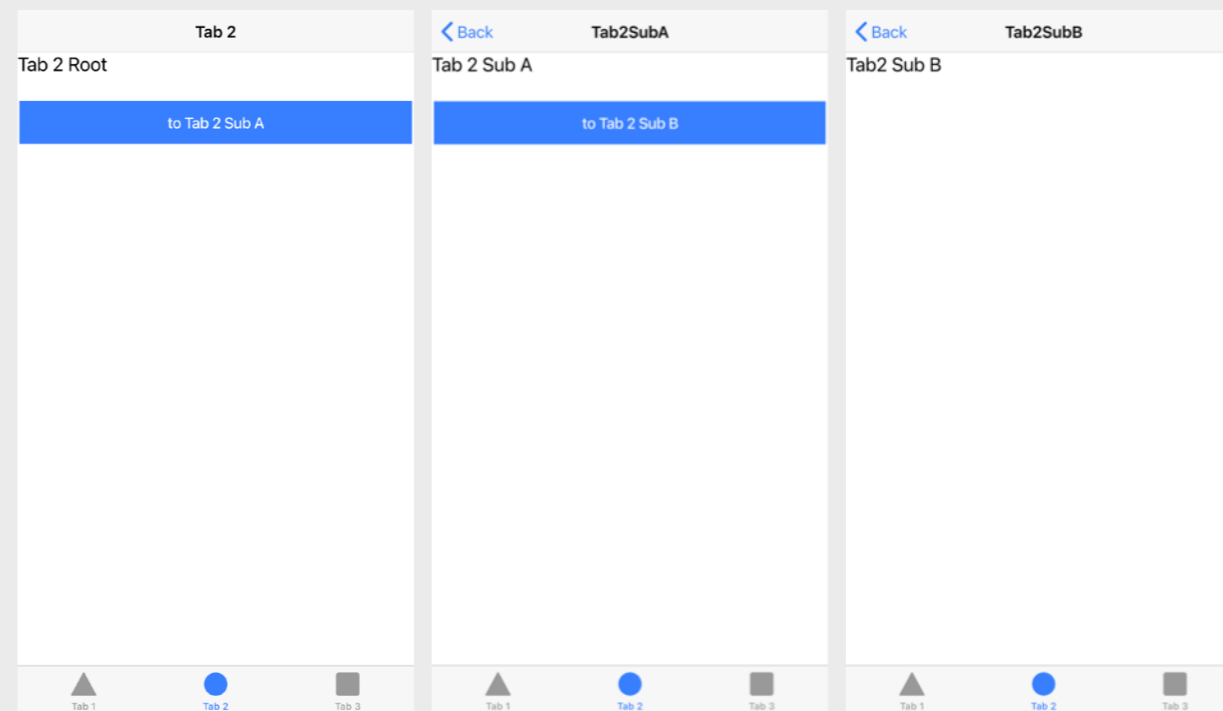 Tab 2
Tab 2 Root
to Tab 2 Sub A
Tab 1
Tab 2
Tab 3
Back
Tab2SubA
Tab 2 Sub A
to Tab 2 Sub B
Tab 1
Tab 2
Tab 3
Back
Tab2SubB
Tab2 Sub B
Tab 1
Tab 2
Tab 3